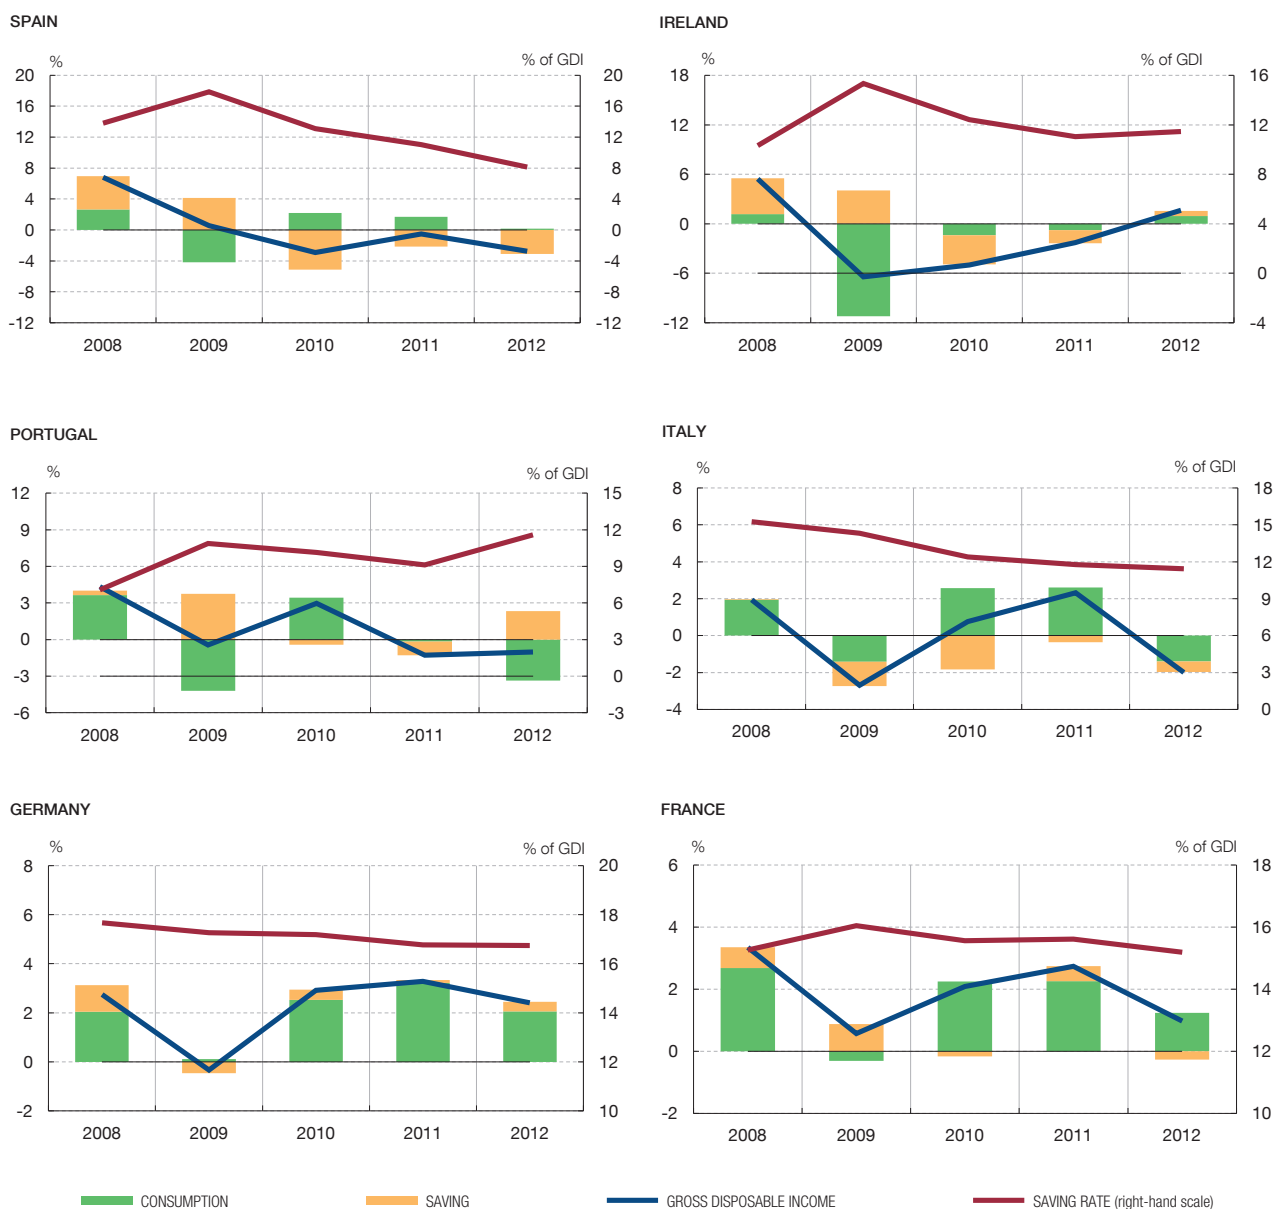 SPAIN
% % of GDI
20 20
16 16
12 12
8 8
4 4
0 0
-4 -4
-8 -8
-12 -12
2008 2009 2010 2011 2012
IRELAND
% % of GDI
18 16
12 12
6 8
0 4
-6 0
-12 -4
2008 2009 2010 2011 2012
PORTUGAL
% % of GDI
12 15
9 12
6 9
3 6
0 3
-3 0
-6 -3
2008 2009 2010 2011 2012
ITALY
% % of GDI
8 18
6 15
4 12
2 9
0 6
-2 3
-4 0
2008 2009 2010 2011 2012
GERMANY
% % of GDI
8 20
6 18
4 16
2 14
0 12
-2 10
2008 2009 2010 2011 2012
FRANCE
% % of GDI
6 18
4 16
2 14
0 12
-2 10
2008 2009 2010 2011 2012
CONSUMPTION SAVING GROSS DISPOSABLE INCOME SAVING RATE (right-hand scale)